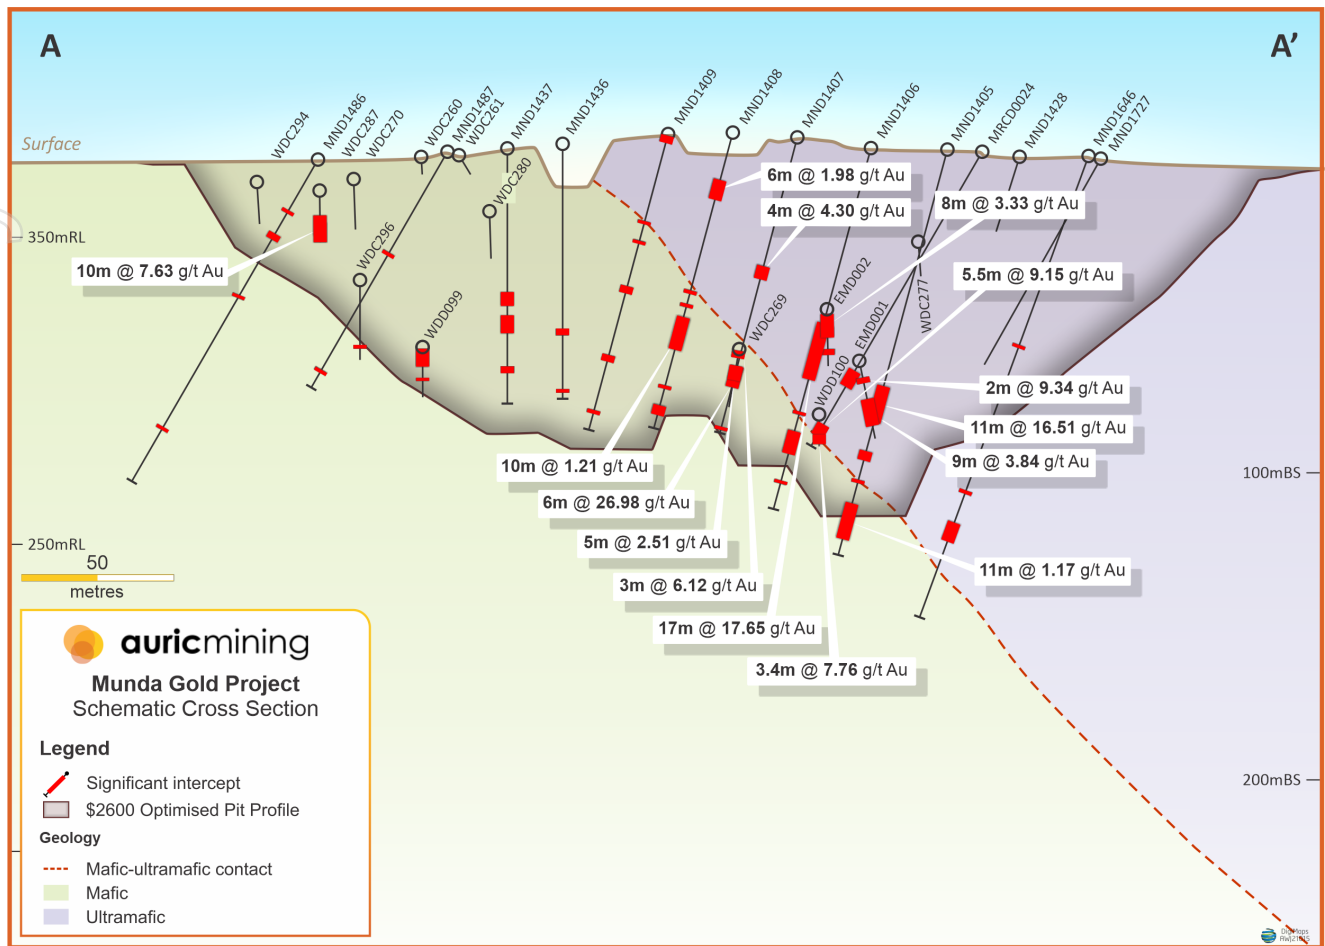 A
A’
WDC294
MND1486
WDC287
WDC270
WDC260
MND1487
WDC261
MND1437
MND1436
MND1409
MND1408
MND1407
MND1406
MND1405
MRCD0024
MND1428
MND1646
MND1727
Surface
WDC280
WDC296
WDD099
WDC269
EMD002
EMD001
WDC277
WDD100
6m @ 1.98 g/t Au
4m @ 4.30 g/t Au
8m @ 3.33 g/t Au
350mRL
10m @ 7.63 g/t Au
5.5m @ 9.15 g/t Au
2m @ 9.34 g/t Au
11m @ 16.51 g/t Au
9m @ 3.84 g/t Au
10m @ 1.21 g/t Au
100mBS
6m @ 26.98 g/t Au
5m @ 2.51 g/t Au
250mRL
11m @ 1.17 g/t Au
3m @ 6.12 g/t Au
17m @ 17.65 g/t Au
3.4m @ 7.76 g/t Au
50
metres
200mBS
auricmining
Munda Gold Project
Schematic Cross Section
Legend
Significant intercept
$2600 Optimised Pit Profile
Geology
Mafic-ultramafic contact
Mafic
Ultramafic
DigiMaps